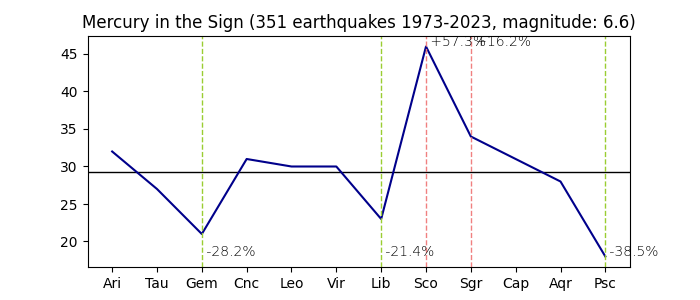 Mercury in the Sign (351 earthquakes 1973-2023, magnitude: 6.6)
+57.3% +16.2%
45
40
35
30
25
20
-28.2% -21.4% -38.5%
Ari Tau Gem Cnc Leo Vir Lib Sco Sgr Cap Aqr Psc